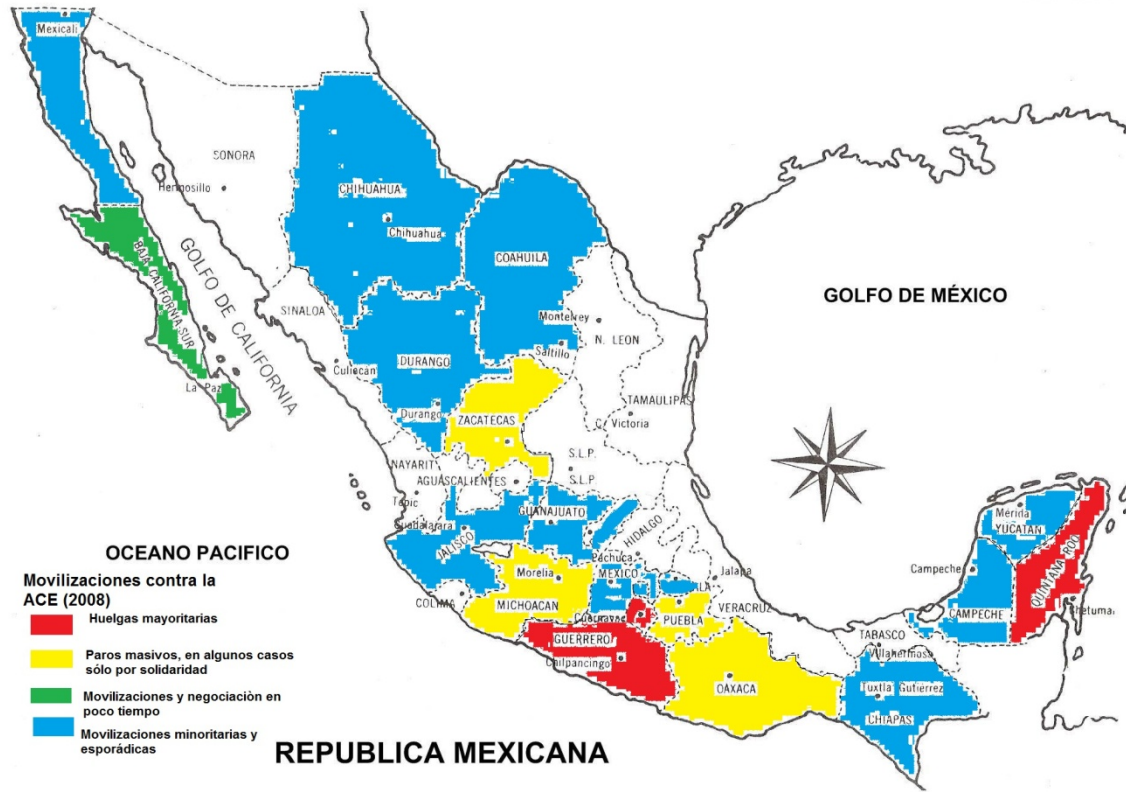 Mexicali
SONORA
Hermosillo
CHIHUAHUA
Chihuahua
COAHUILA
BAJA CALIFORNIA SUR
GOLFO DE CALIFORNIA
La Paz
GOLFO DE MÉXICO
SINALOA
Culiacán
DURANGO
Durango
Monterrey
N. LEON
Saltillo
ZACATECAS
TAMAULIPAS
C. Victoria
S.L.P.
S.L.P.
NAYARIT
Tepic
AGUASCALIENTES
GUANAJUATO
Guadalarara
JALISCO
HIDALGO
Pachuca
MEXICO
Morelia
MICHOACAN
COLIMA
LA
Jalapa
VERACRUZ
PUEBLA
GUERRERO
Chilpancingo
OAXACA
Mérida
YUCATÁN
QUINTANA ROO
Campeche
CAMPECHE
Chetumal
TABASCO
Villahermosa
Tuxtla Gutiérrez
CHIAPAS
OCEANO PACIFICO
Movilizaciones contra la
ACE (2008)
Huelgas mayoritarias
Paros masivos, en algunos casos
sólo por solidaridad
Movilizaciones y negociaciòn en
poco tiempo
Movilizaciones minoritarias y
esporádicas
REPUBLICA MEXICANA